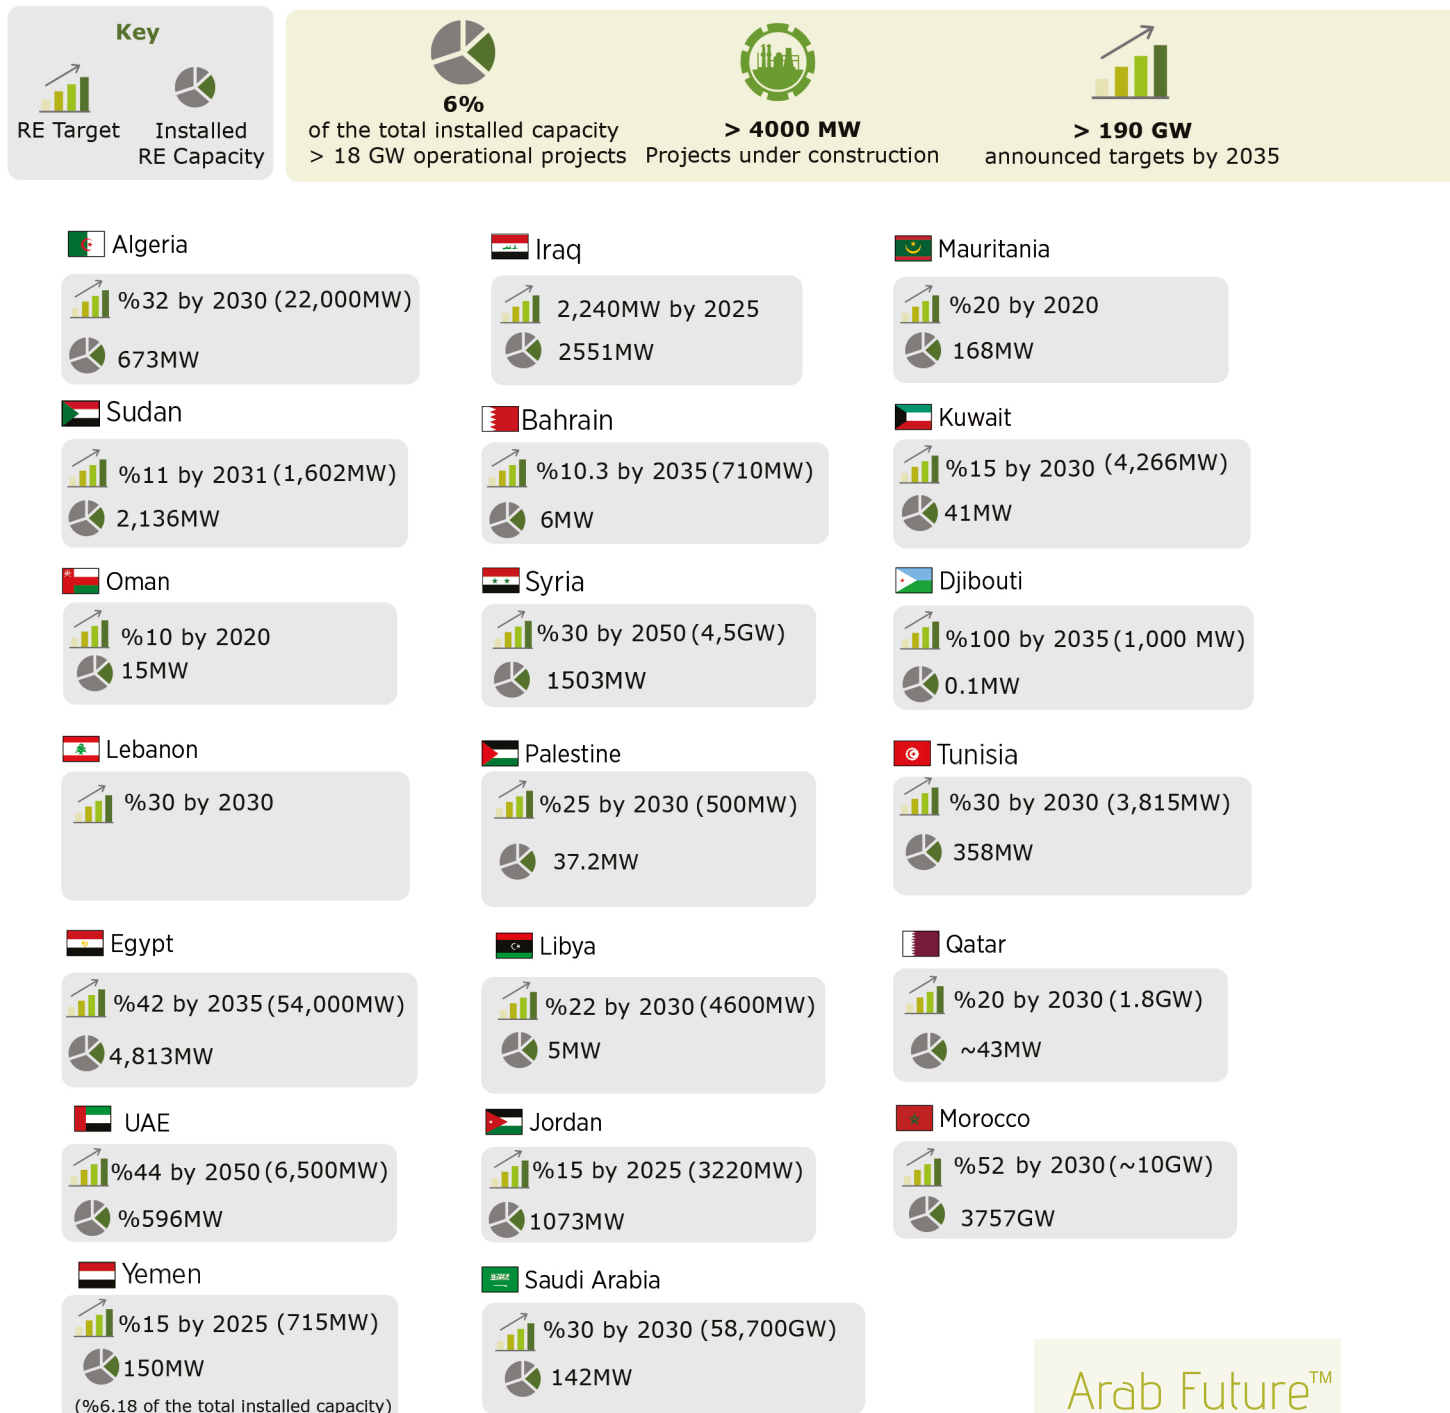 Key
RE Target
Installed
RE Capacity
6%
of the total installed capacity
> 18 GW operational projects
> 4000 MW
Projects under construction
> 190 GW
announced targets by 2035
Algeria
%32 by 2030 (22,000MW)
673MW
Iraq
2,240MW by 2025
2551MW
Mauritania
%20 by 2020
168MW
Sudan
%11 by 2031 (1,602MW)
2,136MW
Bahrain
%10.3 by 2035 (710MW)
6MW
Kuwait
%15 by 2030 (4,266MW)
41MW
Oman
%10 by 2020
15MW
Syria
%30 by 2050 (4,5GW)
1503MW
Djibouti
%100 by 2035 (1,000 MW)
0.1MW
Lebanon
%30 by 2030
Palestine
%25 by 2030 (500MW)
37.2MW
Tunisia
%30 by 2030 (3,815MW)
358MW
Egypt
%42 by 2035 (54,000MW)
4,813MW
Libya
%22 by 2030 (4600MW)
5MW
Qatar
%20 by 2030 (1.8GW)
~43MW
UAE
%44 by 2050 (6,500MW)
%596MW
Jordan
%15 by 2025 (3220MW)
1073MW
Morocco
%52 by 2030 (~10GW)
3757GW
Yemen
%15 by 2025 (715MW)
150MW
(%6.18 of the total installed capacity)
Saudi Arabia
%30 by 2030 (58,700GW)
142MW
Arab Future™